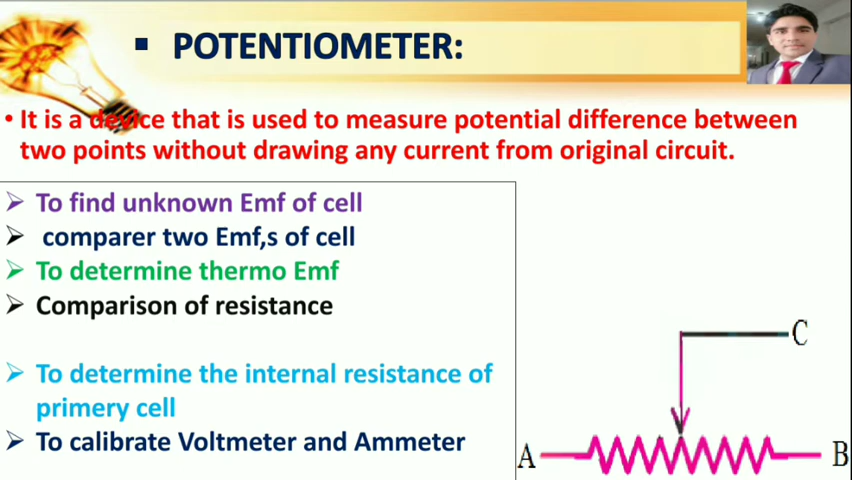 ▪ POTENTIOMETER:
• It is a device that is used to measure potential difference between
two points without drawing any current from original circuit.
➢ To find unknown Emf of cell
➢ comparer two Emf,s of cell
➢ To determine thermo Emf
➢ Comparison of resistance
➢ To determine the internal resistance of
primery cell
➢ To calibrate Voltmeter and Ammeter
C
A B